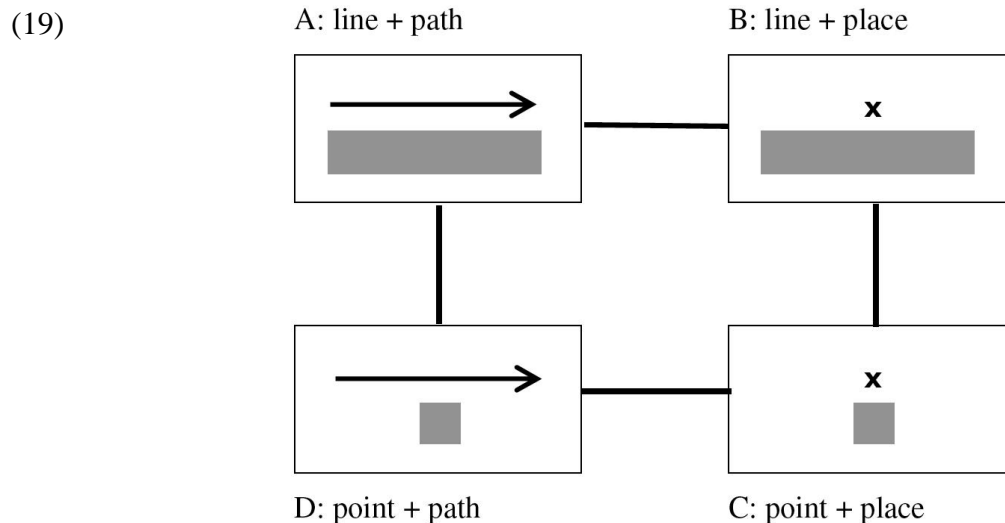 (19)
A: line + path
B: line + place
x
x
D: point + path
C: point + place